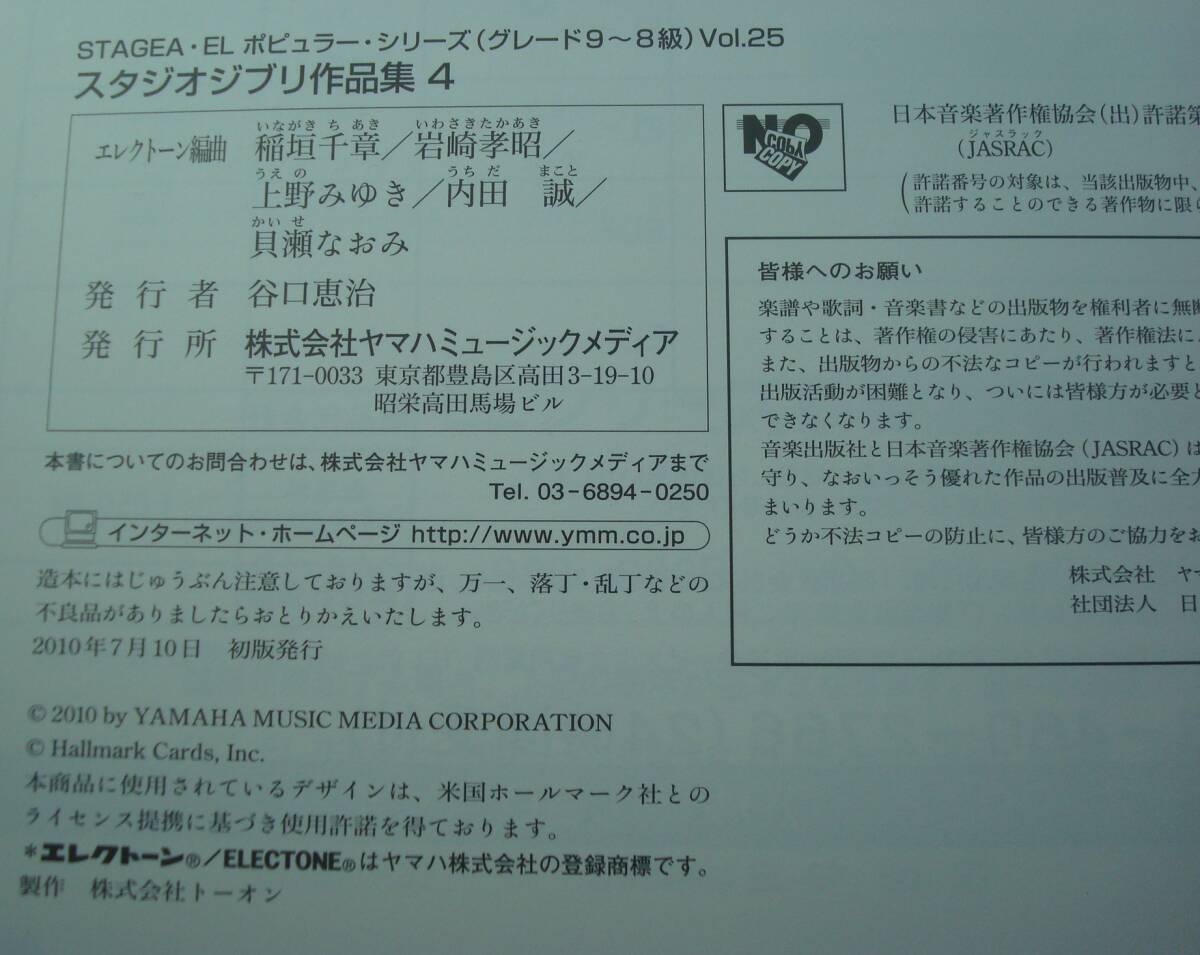 STAGEA・EL ポピュラー・シリーズ（グレード９〜８級）Vol.25
スタジオジブリ作品集 4
いながき ち あき いわさきたかあき
エレクトーン編曲 稲垣千章／岩崎孝昭／
うえ の うち だ まこと
上野みゆき／内田 誠／
かい せ
貝瀬なおみ
発行者 谷口恵治
発行所 株式会社ヤマハミュージックメディア
〒171-0033 東京都豊島区高田3-19-10
昭栄高田馬場ビル
本書についてのお問合わせは、株式会社ヤマハミュージックメディアまで
Tel. 03-6894-0250
インターネット・ホームページ http://www.ymm.co.jp
造本にはじゅうぶん注意しておりますが、万一、落丁・乱丁などの
不良品がありましたらおとりかえいたします。
2010年7月10日 初版発行
© 2010 by YAMAHA MUSIC MEDIA CORPORATION
© Hallmark Cards, Inc.
本商品に使用されているデザインは、米国ホールマーク社との
ライセンス提携に基づき使用許諾を得ております。
＊エレクトーン®／ELECTONE®はヤマハ株式会社の登録商標です。
製作 株式会社トーオン
NO
COPY
COPY
日本音楽著作権協会（出）許諾第
ジャスラック
（JASRAC）
（許諾番号の対象は、当該出版物中、
許諾することのできる著作物に限ら
皆様へのお願い
楽譜や歌詞・音楽書などの出版物を権利者に無断
することは、著作権の侵害にあたり、著作権法に
また、出版物からの不法なコピーが行われますと
出版活動が困難となり、ついには皆様方が必要と
できなくなります。
音楽出版社と日本音楽著作権協会（JASRAC）は
守り、なおいっそう優れた作品の出版普及に全力
まいります。
どうか不法コピーの防止に、皆様方のご協力をお
株式会社 ヤマ
社団法人 日